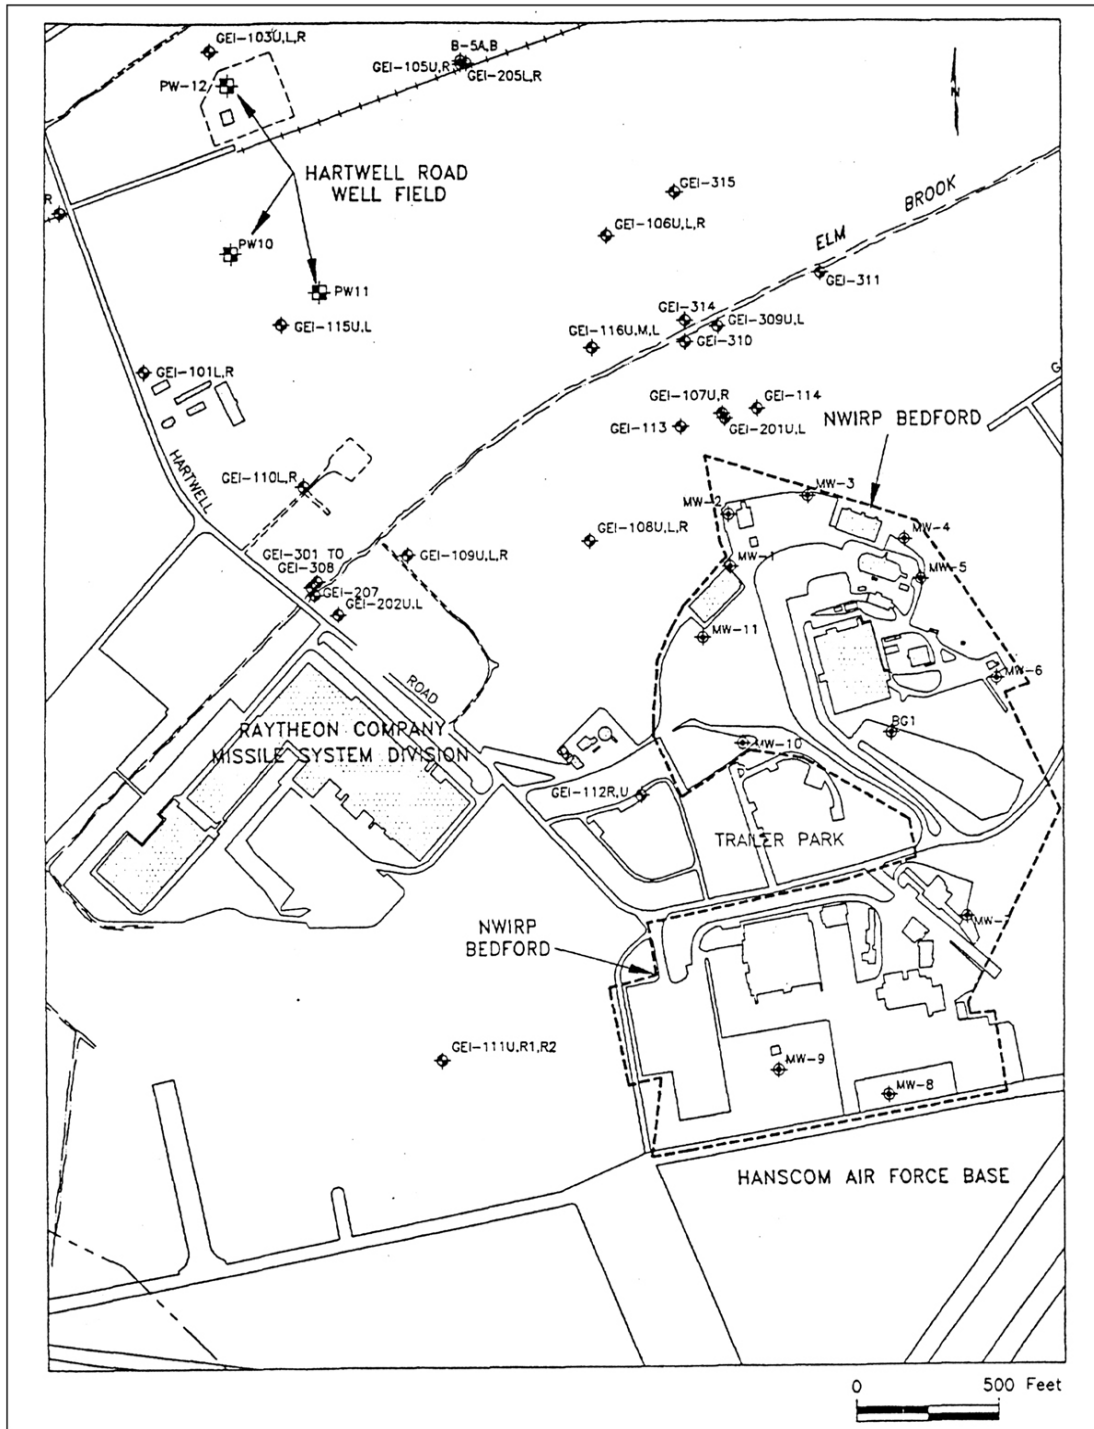 GEI-103U,L,R
B-5A,B
GEI-105U,R
GEI-205L,R
PW-12
N
HARTWELL ROAD
WELL FIELD
GEI-315
R
GEI-106U,L,R
ELM BROOK
PW10
GEI-311
PW11
GEI-314
GEI-115U,L
GEI-309U,L
GEI-116U,M,L
GEI-310
G
GEI-101L,R
GEI-107U,R
GEI-114
NWIRP BEDFORD
GEI-113
GEI-201U,L
HARTWELL
GEI-110L,R
MW-3
MW-2
MW-4
GEI-108U,L,R
GEI-301 TO
GEI-308
GEI-109U,L,R
MW-1
MW-5
GEI-207
GEI-202U,L
MW-11
ROAD
MW-6
RAYTHEON COMPANY
MISSILE SYSTEM DIVISION
BG1
MW-10
GEI-112R,U
TRAILER PARK
NWIRP
BEDFORD
MW-7
GEI-111U,R1,R2
MW-9
MW-8
HANSCOM AIR FORCE BASE
0 500 Feet